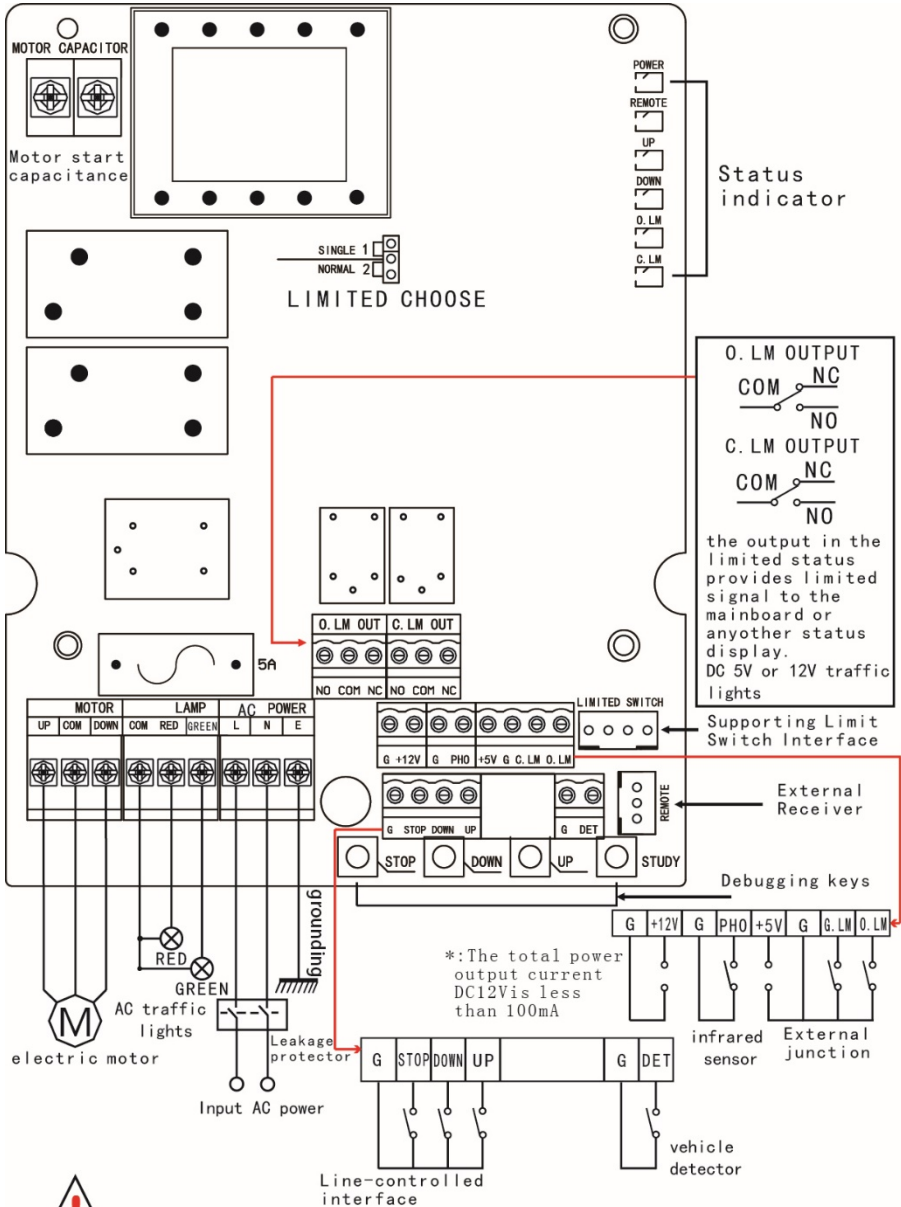 MOTOR CAPACITOR
Motor start
capacitance
POWER
REMOTE
UP
DOWN
O.LM
C.LM
Status
indicator
SINGLE 1
NORMAL 2
LIMITED CHOOSE
O.LM OUTPUT
COM NC
NO
C.LM OUTPUT
COM NC
NO
the output in the
limited status
provides limited
signal to the
mainboard or
anyother status
display.
DC 5V or 12V traffic
lights
5A
O.LM OUT C.LM OUT
NO COM NC NO COM NC
MOTOR LAMP AC POWER
UP COM DOWN COM RED GREEN L N E
LIMITED SWITCH
G +12V G PHO +5V G C.LM O.LM
Supporting Limit
Switch Interface
G STOP DOWN UP G DET
REMOTE
External
Receiver
STOP DOWN UP STUDY
Debugging keys
grounding
RED
GREEN
AC traffic
lights
M
electric motor
Leakage
protector
Input AC power
*:The total power
output current
DC12Vis less
than 100mA
G +12V G PHO +5V G G.LM O.LM
infrared
sensor
External
junction
G STOP DOWN UP G DET
Line-controlled
interface
vehicle
detector